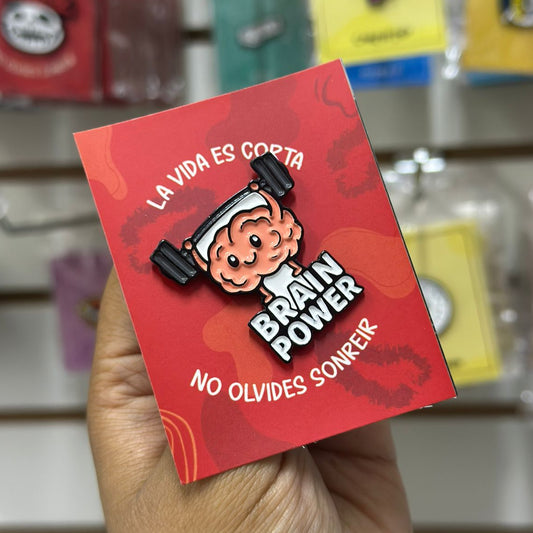 LA VIDA ES CORTA
BRAIN
POWER
NO OLVIDES SONREIR